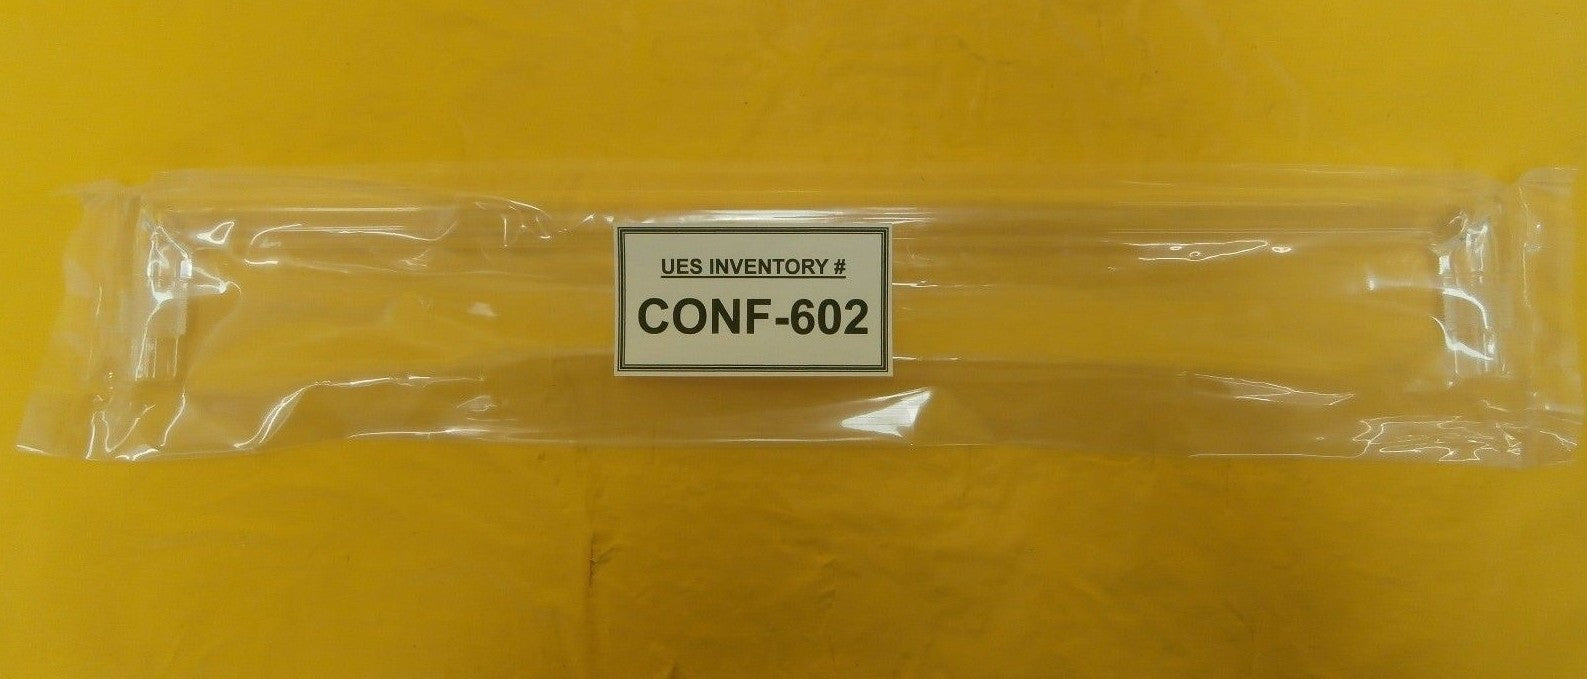 UES INVENTORY #
CONF-602